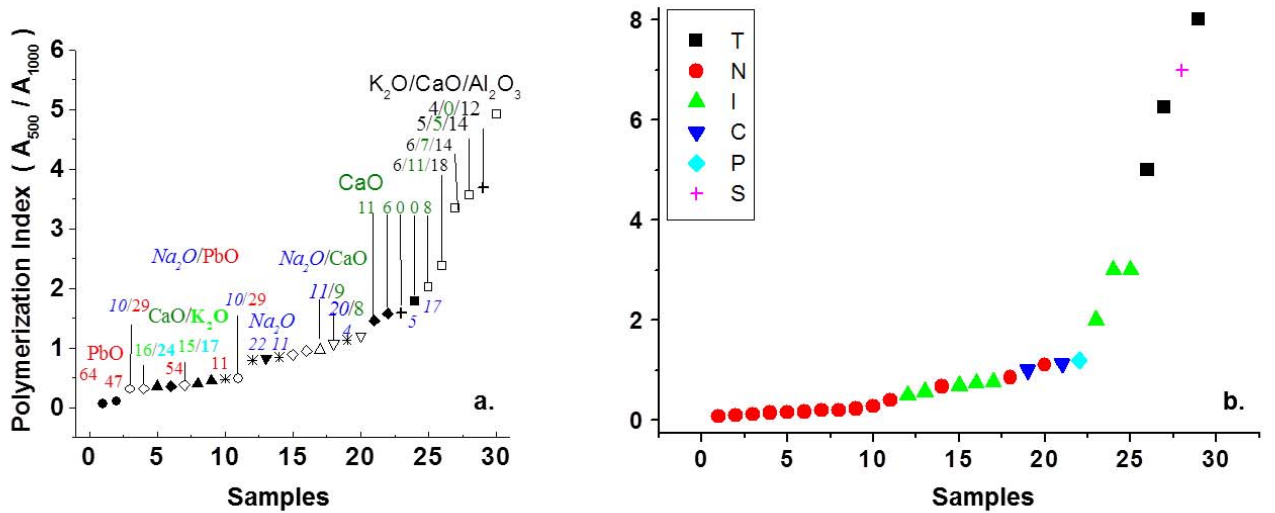 Polymerization Index ( A500 / A1000 )
6
5
4
3
2
1
0
K2O/CaO/Al2O3
4/0/12
5/5/14
6/7/14
6/11/18
CaO
11 6 0 0 8
Na2O/PbO
Na2O/CaO
10/29
CaO/K2O
10/29
11/9
20/8
17
PbO
16/24
15/17
Na2O
4
5
64
47
54
11
22 11
a.
0 5 10 15 20 25 30
Samples
b.
8
6
4
2
0
T
N
I
C
P
S
b.
0 5 10 15 20 25 30
Samples